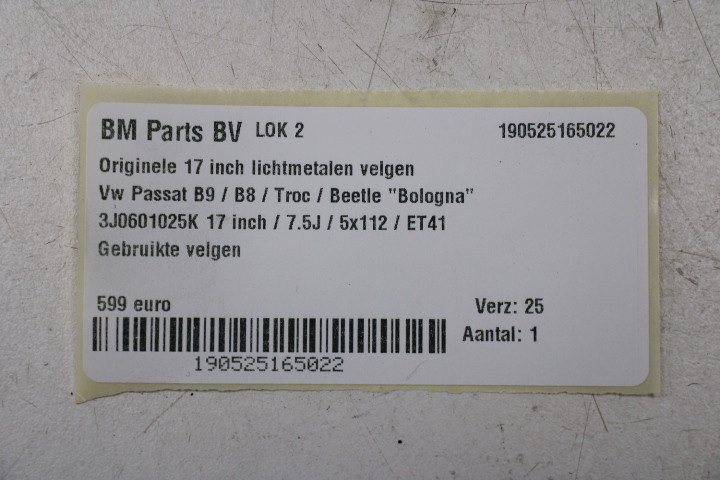 BM Parts BV LOK 2 190525165022
Originele 17 inch lichtmetalen velgen
Vw Passat B9 / B8 / Troc / Beetle "Bologna"
3J0601025K 17 inch / 7.5J / 5x112 / ET41
Gebruikte velgen
599 euro Verz: 25
Aantal: 1
190525165022